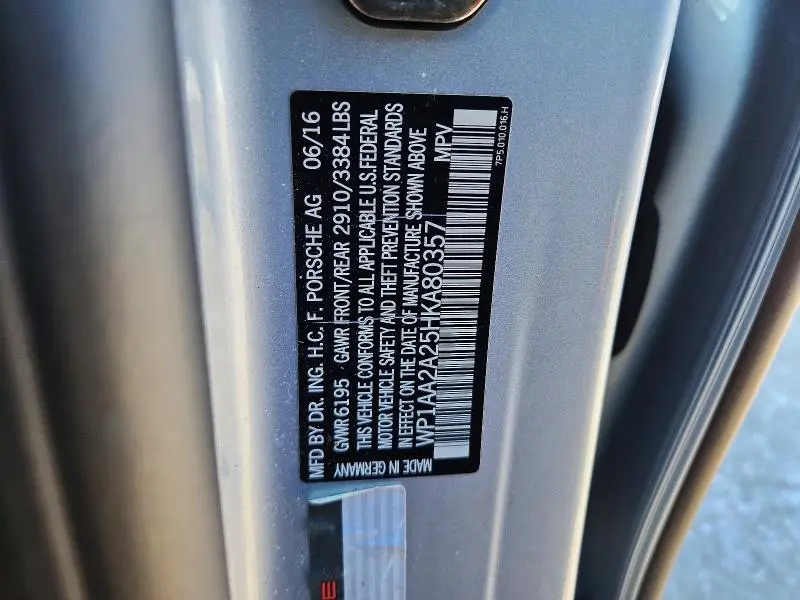 MFD BY DR. ING. H.C. F. PORSCHE AG 06/16
GVWR 6195 GAWR FRONT/REAR 2910/3384 LBS
THIS VEHICLE CONFORMS TO ALL APPLICABLE U.S.FEDERAL
MOTOR VEHICLE SAFETY AND THEFT PREVENTION STANDARDS
IN EFFECT ON THE DATE OF MANUFACTURE SHOWN ABOVE
WP1AA2A25HKA80357 MPV
MADE IN GERMANY
7P5.010.016.H
E